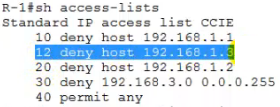 R-1#sh access-lists
Standard IP access list CCIE
10 deny host 192.168.1.1
12 deny host 192.168.1.3
20 deny host 192.168.1.2
30 deny 192.168.3.0 0.0.0.255
40 permit any